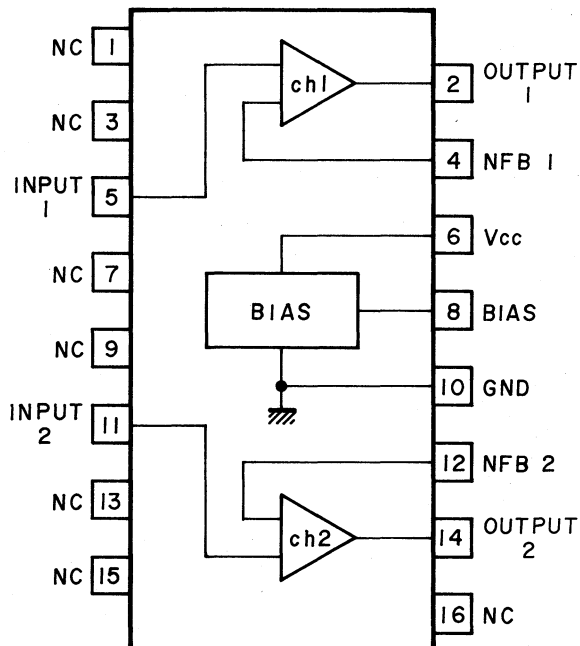 NC 1
ch1
2 OUTPUT
1
NC 3
4 NFB 1
INPUT
1
5
6 Vcc
NC 7
BIAS
8 BIAS
NC 9
10 GND
INPUT
2
11
12 NFB 2
NC 13
ch2
14 OUTPUT
2
NC 15
16 NC